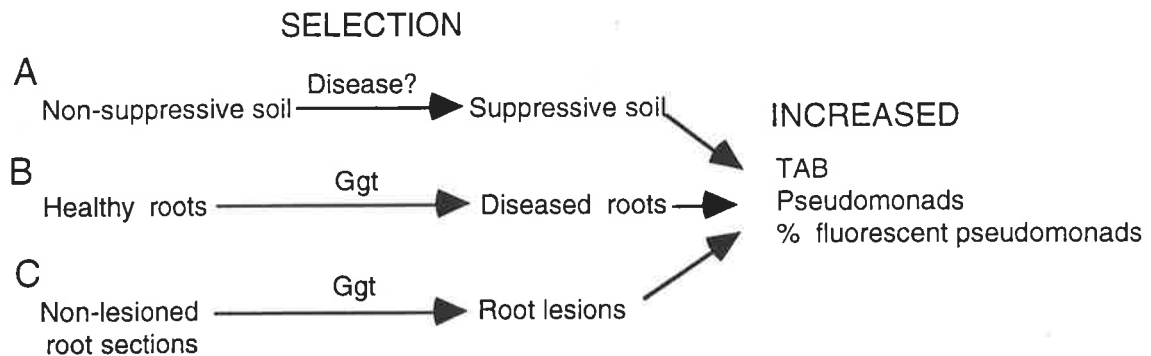 SELECTION
A
Disease?
Non-suppressive soil
Suppressive soil
INCREASED
TAB
Pseudomonads
% fluorescent pseudomonads
B
Ggt
Healthy roots
Diseased roots
C
Ggt
Non-lesioned
root sections
Root lesions